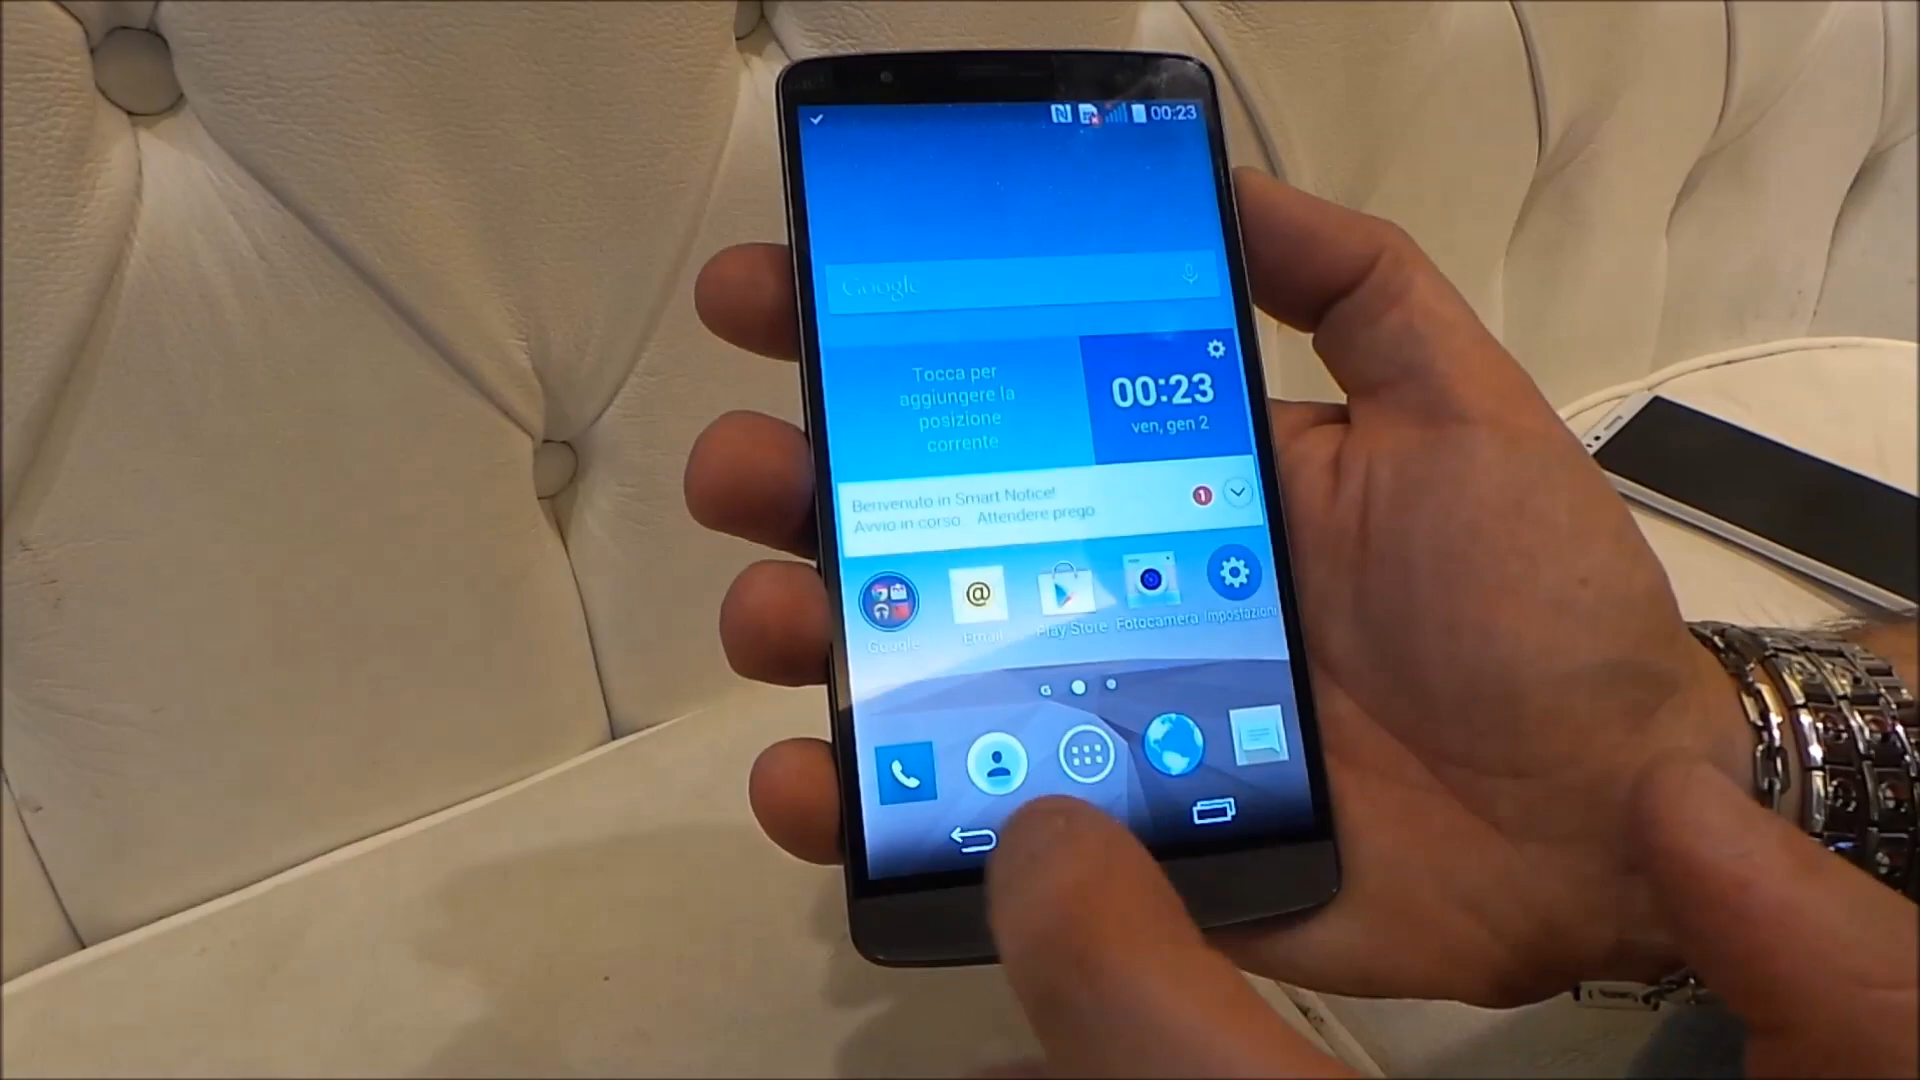 00:23
Google
Tocca per
aggiungere la
posizione
corrente
00:23
ven, gen 2
Benvenuto in Smart Notice!
Avvio in corso. Attendere prego
1
Google
Email
Play Store
Fotocamera
Impostazioni